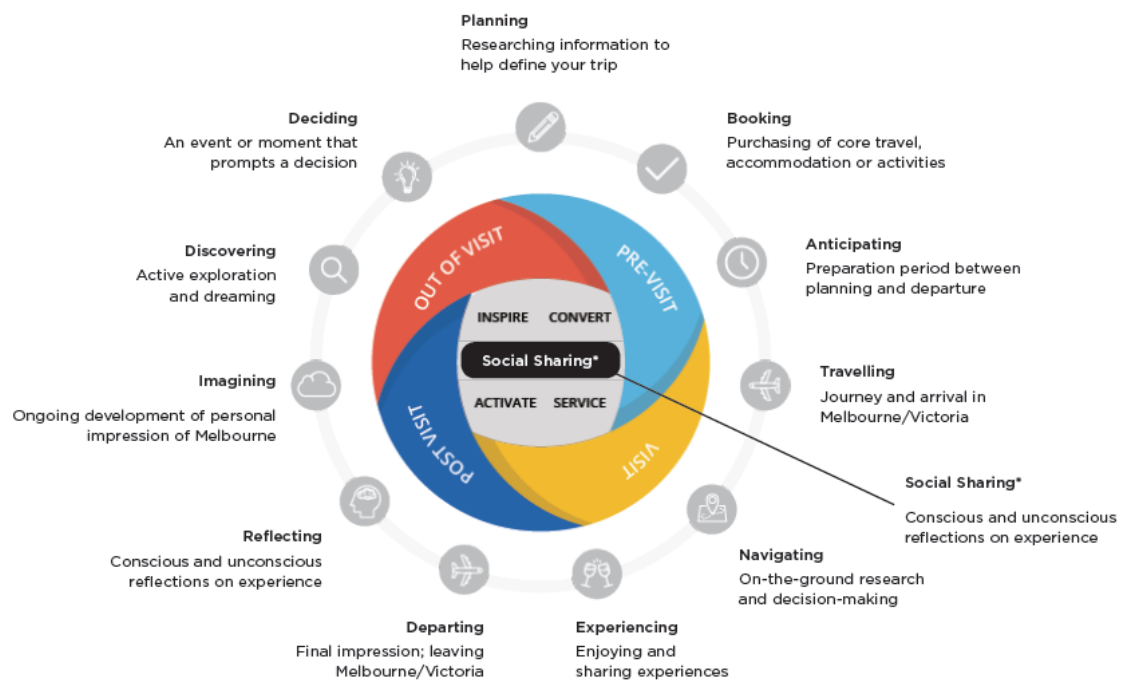 Planning
Researching information to
help define your trip
Deciding
An event or moment that
prompts a decision
Booking
Purchasing of core travel,
accommodation or activities
Discovering
Active exploration
and dreaming
Anticipating
Preparation period between
planning and departure
OUT OF VISIT
PRE-VISIT
INSPIRE CONVERT
Social Sharing*
ACTIVATE SERVICE
POST VISIT
VISIT
Imagining
Ongoing development of personal
impression of Melbourne
Travelling
Journey and arrival in
Melbourne/Victoria
Social Sharing*
Conscious and unconscious
reflections on experience
Reflecting
Conscious and unconscious
reflections on experience
Navigating
On-the-ground research
and decision-making
Departing
Final impression; leaving
Melbourne/Victoria
Experiencing
Enjoying and
sharing experiences